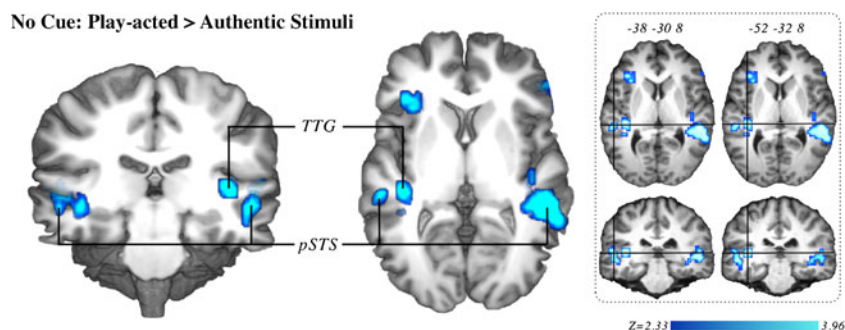 No Cue: Play-acted > Authentic Stimuli
-38 -30 8
-52 -32 8
TTG
pSTS
Z=2.33
3.96